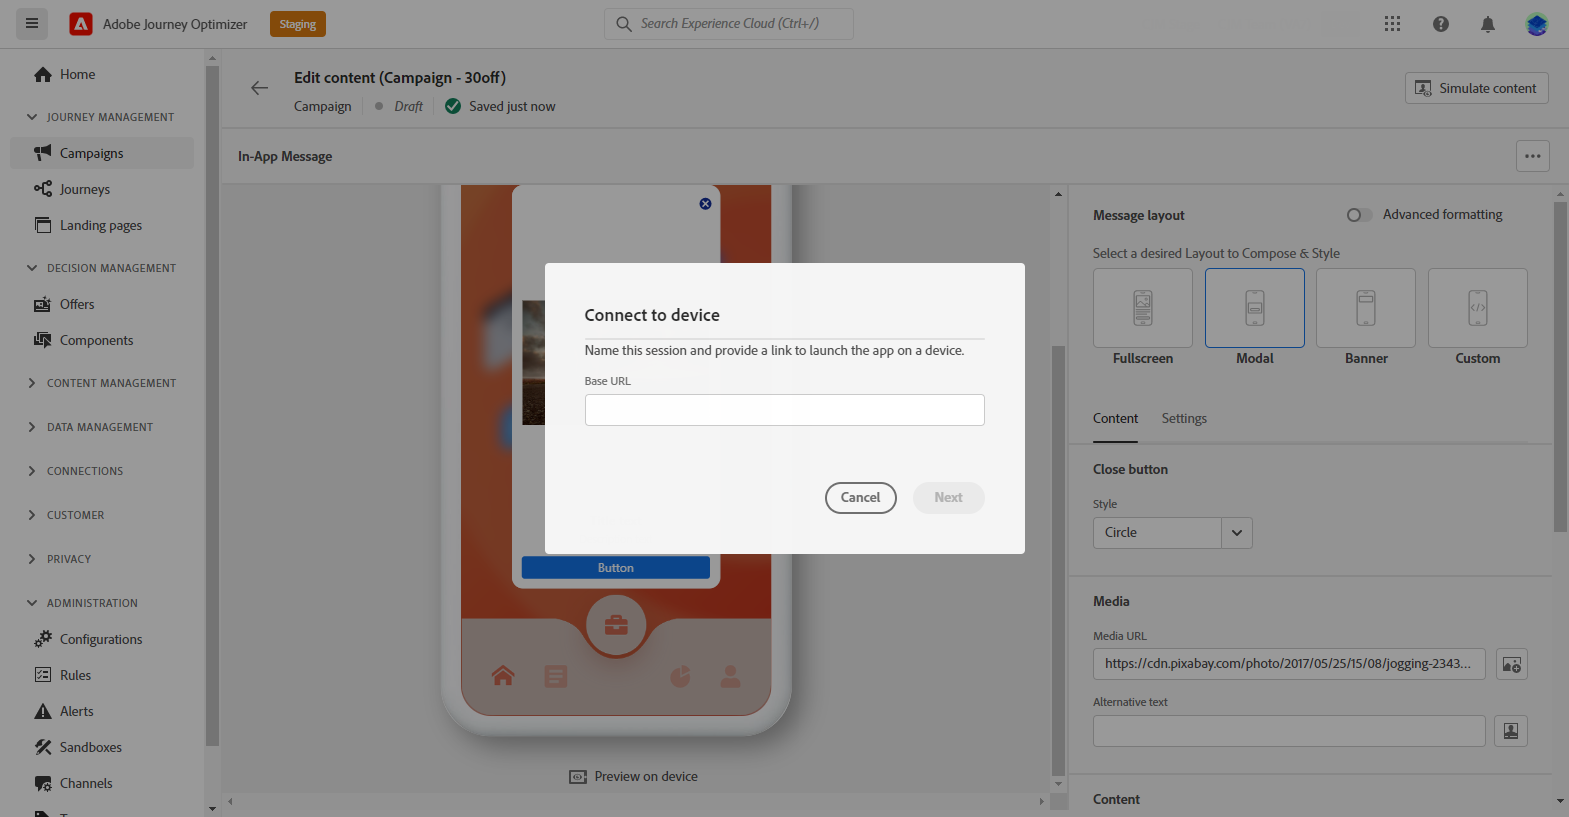 Adobe Journey Optimizer
Staging
Search Experience Cloud (Ctrl+/)
Home
JOURNEY MANAGEMENT
Campaigns
Journeys
Landing pages
DECISION MANAGEMENT
Offers
Components
CONTENT MANAGEMENT
DATA MANAGEMENT
CONNECTIONS
CUSTOMER
PRIVACY
ADMINISTRATION
Configurations
Rules
Alerts
Sandboxes
Channels
Edit content (Campaign - 30off)
Campaign
Draft
Saved just now
Simulate content
In-App Message
Connect to device
Name this session and provide a link to launch the app on a device.
Base URL
Cancel
Next
Button
Preview on device
Message layout
Advanced formatting
Select a desired Layout to Compose & Style
Fullscreen
Modal
Banner
Custom
Content
Settings
Close button
Style
Circle
Media
Media URL
https://cdn.pixabay.com/photo/2017/05/25/15/08/jogging-2343...
Alternative text
Content